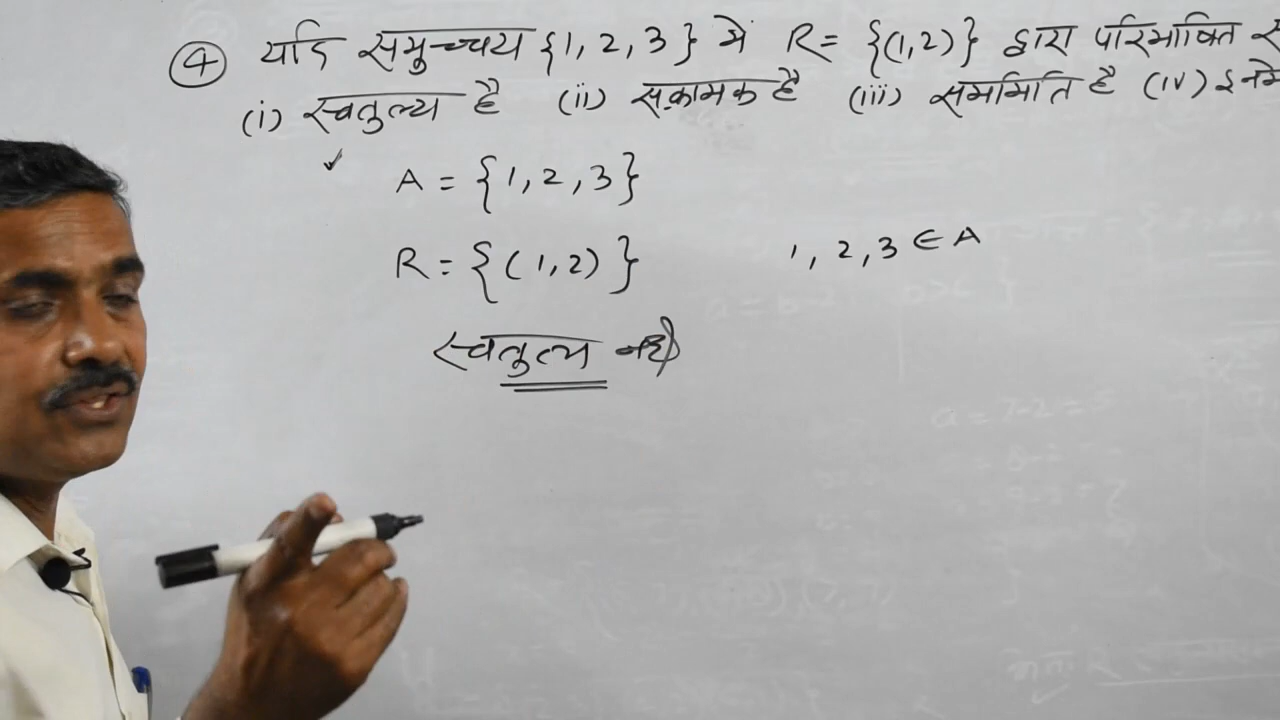 ④ यदि समुच्चय {1, 2, 3} मे R = {(1,2)} द्वारा परिभाषित
(i) स्वतुल्य है (ii) सक्रामक है (iii) सममिति है (iv) इनमे
✓ A = {1, 2, 3}
R = {(1,2)} 1, 2, 3 ∈ A
स्वतुल्य नही